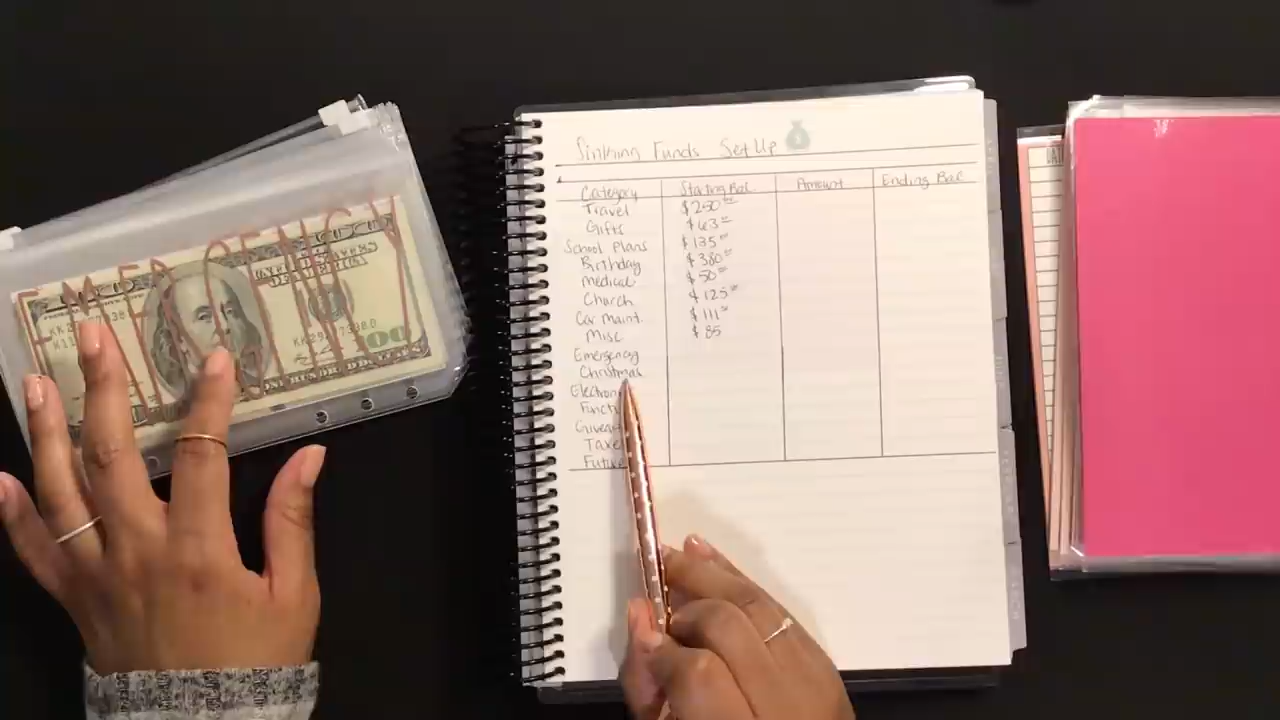 EMERGENCY
Sinking Funds Set Up
Category Starting Bal. Amount Ending Bal
Travel $250
Gifts $63
School Plans $135
Birthday $380
Medical $50
Church $125
Car Maint. $111
Misc $85
Emergency
Christmas
Taxe